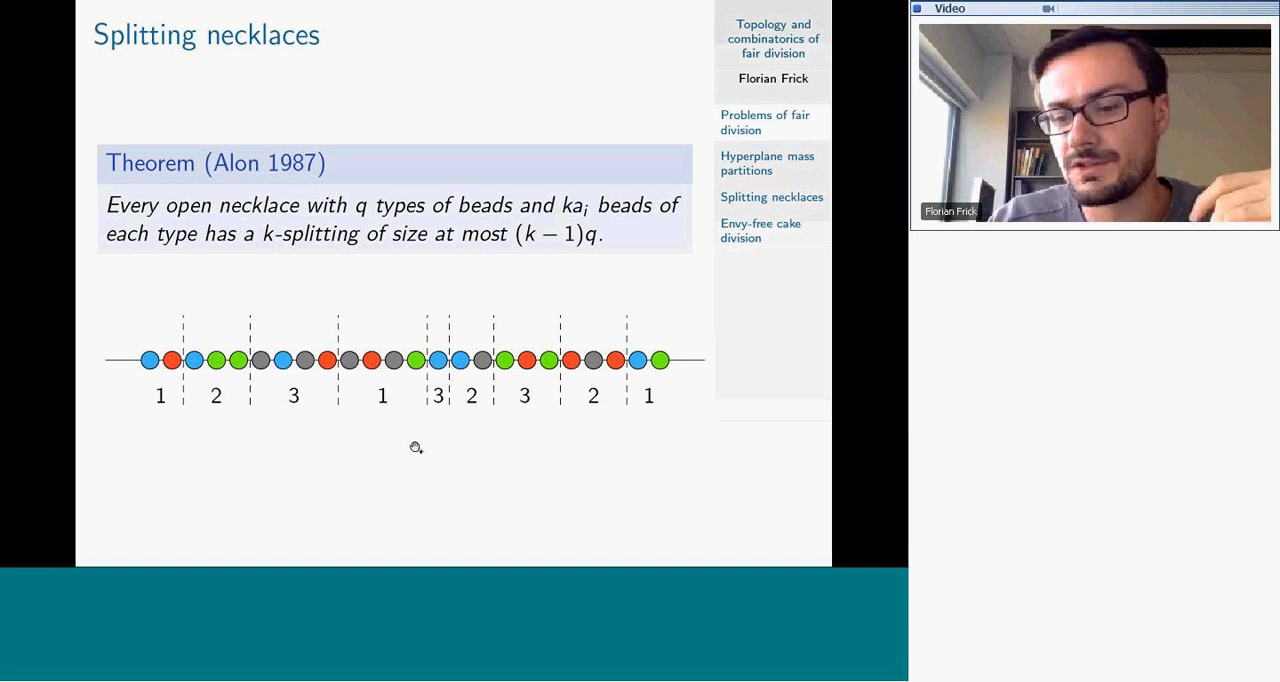 Splitting necklaces
Theorem (Alon 1987)
Every open necklace with q types of beads and kaᵢ beads of
each type has a k-splitting of size at most (k − 1)q.
1 2 3 1 3 2 3 2 1
Topology and
combinatorics of
fair division
Florian Frick
Problems of fair
division
Hyperplane mass
partitions
Splitting necklaces
Envy-free cake
division
Video
Florian Frick